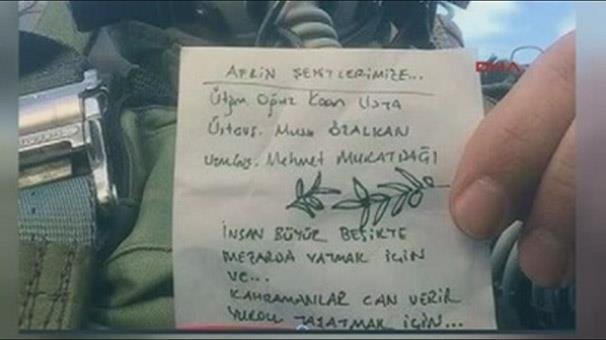 AFRİN ŞEHİTLERİMİZE...
Ütğm. Oğuz Kaan USTA
Üstçvş. Musa ÖZALKAN
Uzm.Çvş. Mehmet MURATDAĞI
İNSAN BÜYÜR BEŞİKTE
MEZARDA YATMAK İÇİN
VE...
KAHRAMANLAR CAN VERİR
YURDU YAŞATMAK İÇİN...